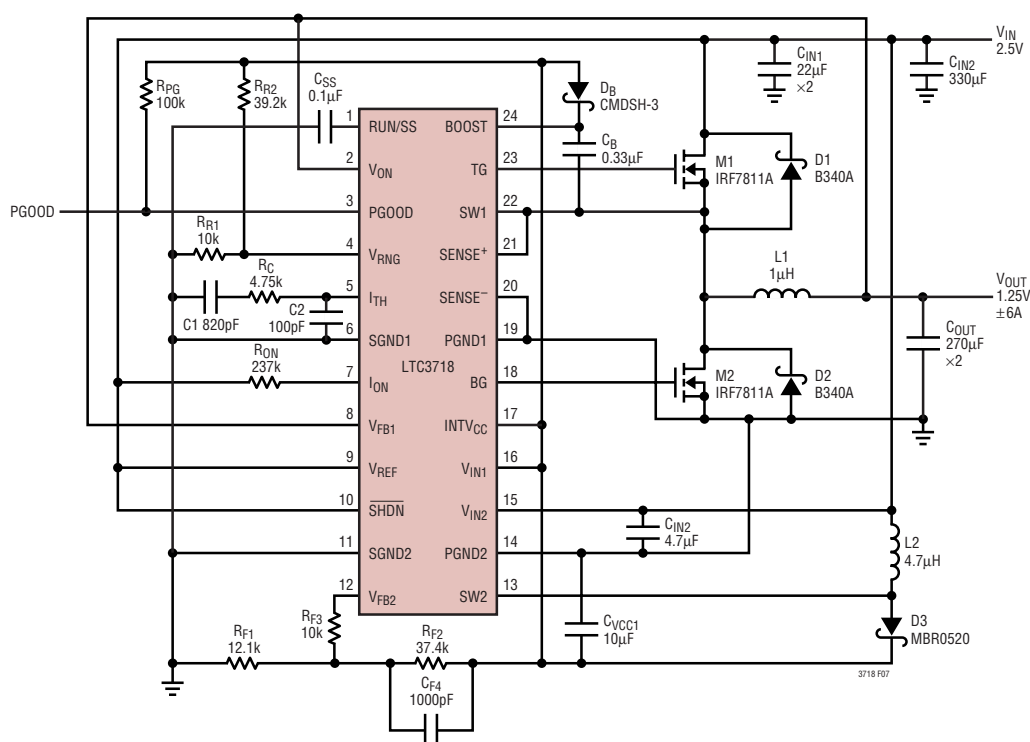 VIN
2.5V
CIN1
22µF
×2
CIN2
330µF
RPG
100k
RR2
39.2k
CSS
0.1µF
DB
CMDSH-3
CB
0.33µF
M1
IRF7811A
D1
B340A
PGOOD
RR1
10k
RC
4.75k
C1 820pF
C2
100pF
RON
237k
LTC3718
1 RUN/SS
2 VON
3 PGOOD
4 VRNG
5 ITH
6 SGND1
7 ION
8 VFB1
9 VREF
10 SHDN
11 SGND2
12 VFB2
BOOST 24
TG 23
SW1 22
SENSE+ 21
SENSE– 20
PGND1 19
BG 18
INTVCC 17
VIN1 16
VIN2 15
PGND2 14
SW2 13
L1
1µH
VOUT
1.25V
±6A
COUT
270µF
×2
M2
IRF7811A
D2
B340A
CIN2
4.7µF
L2
4.7µH
CVCC1
10µF
D3
MBR0520
RF3
10k
RF1
12.1k
RF2
37.4k
CF4
1000pF
3718 F07